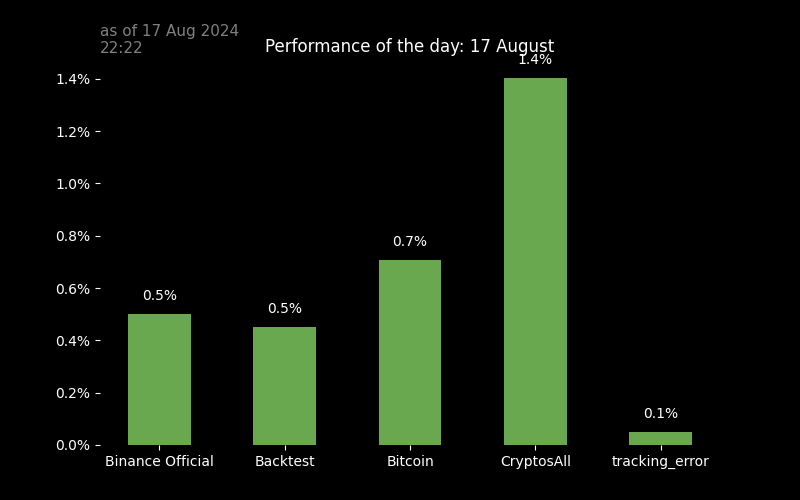 as of 17 Aug 2024
22:22
Performance of the day: 17 August
1.4%
1.2%
1.0%
0.8%
0.6%
0.4%
0.2%
0.0%
0.5%
0.5%
0.7%
1.4%
0.1%
Binance Official
Backtest
Bitcoin
CryptosAll
tracking_error